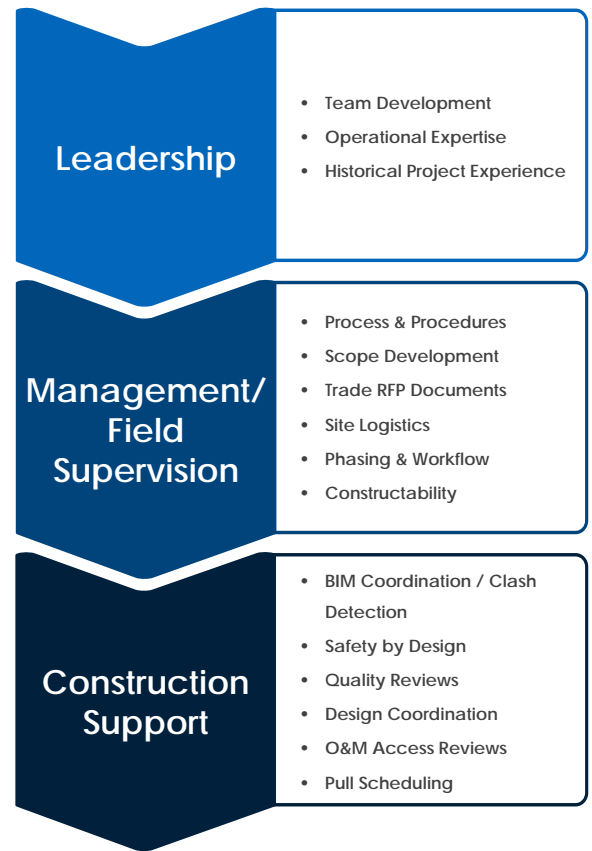 Leadership
• Team Development
• Operational Expertise
• Historical Project Experience
Management/
Field
Supervision
• Process & Procedures
• Scope Development
• Trade RFP Documents
• Site Logistics
• Phasing & Workflow
• Constructability
Construction
Support
• BIM Coordination / Clash
Detection
• Safety by Design
• Quality Reviews
• Design Coordination
• O&M Access Reviews
• Pull Scheduling